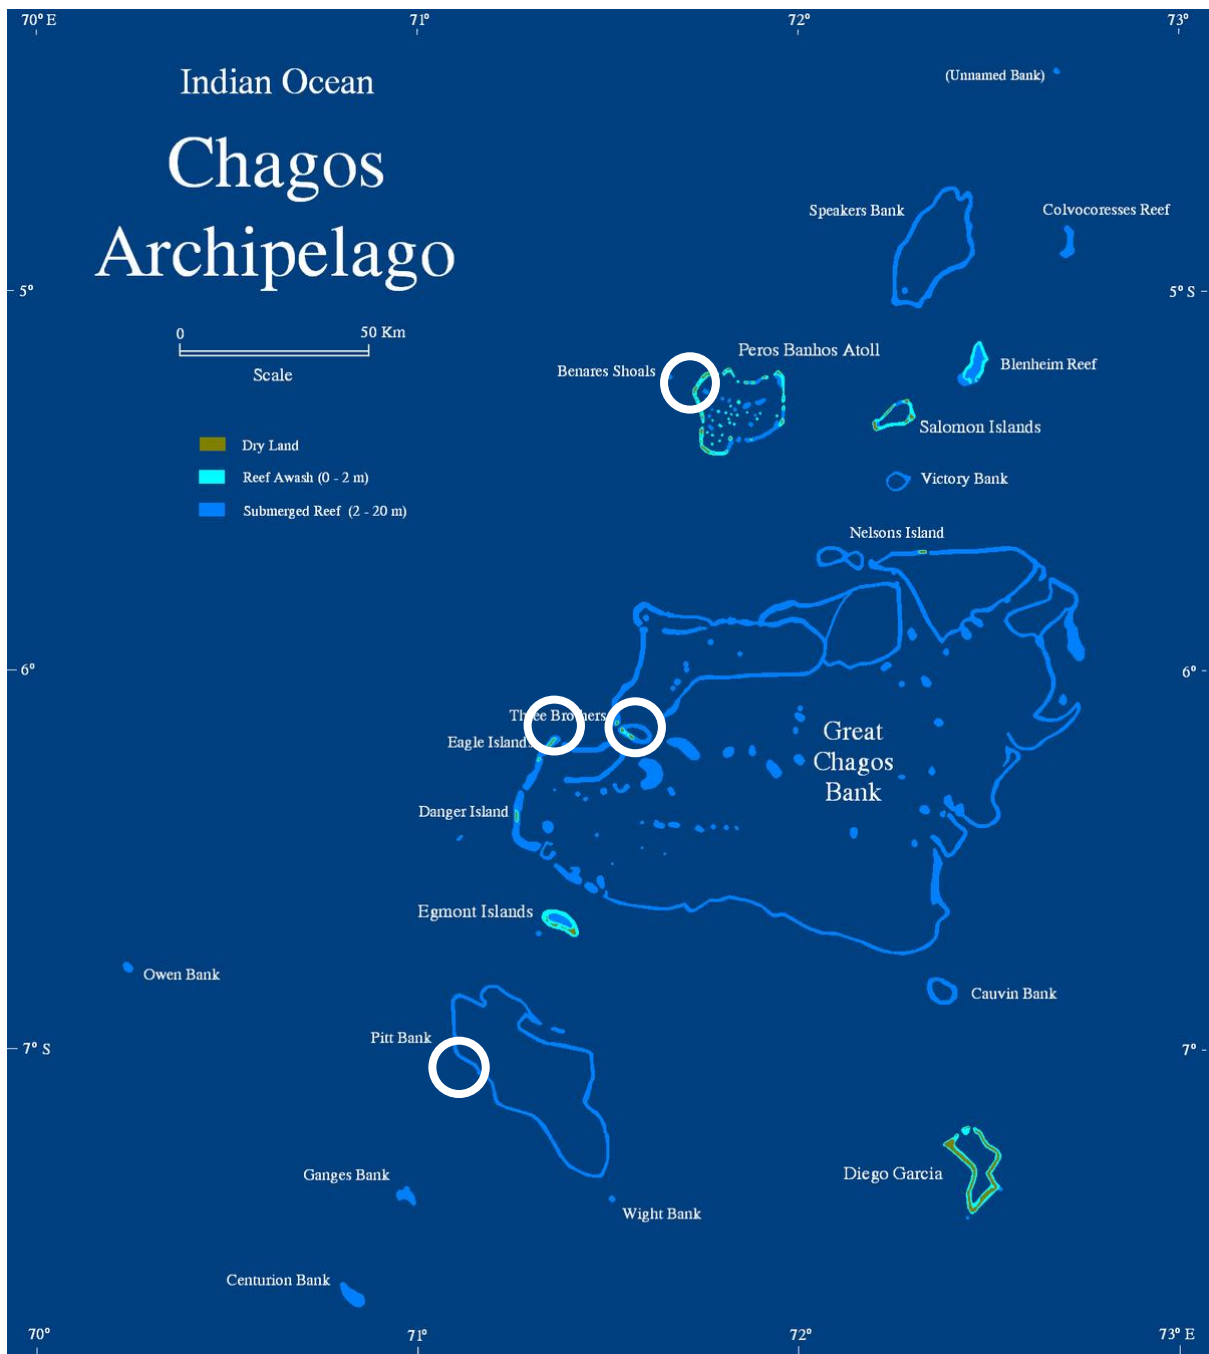 70° E
71°
72°
73°
Indian Ocean
Chagos
Archipelago
(Unnamed Bank)
Speakers Bank
Colvocoresses Reef
5°
5° S
0
50 Km
Scale
Peros Banhos Atoll
Benares Shoals
Blenheim Reef
Salomon Islands
Dry Land
Reef Awash (0 - 2 m)
Submerged Reef (2 - 20 m)
Victory Bank
Nelsons Island
6°
6°
Three Brothers
Eagle Islands
Great
Chagos
Bank
Danger Island
Egmont Islands
Owen Bank
Cauvin Bank
Pitt Bank
7° S
7°
Diego Garcia
Ganges Bank
Wight Bank
Centurion Bank
70°
71°
72°
73° E